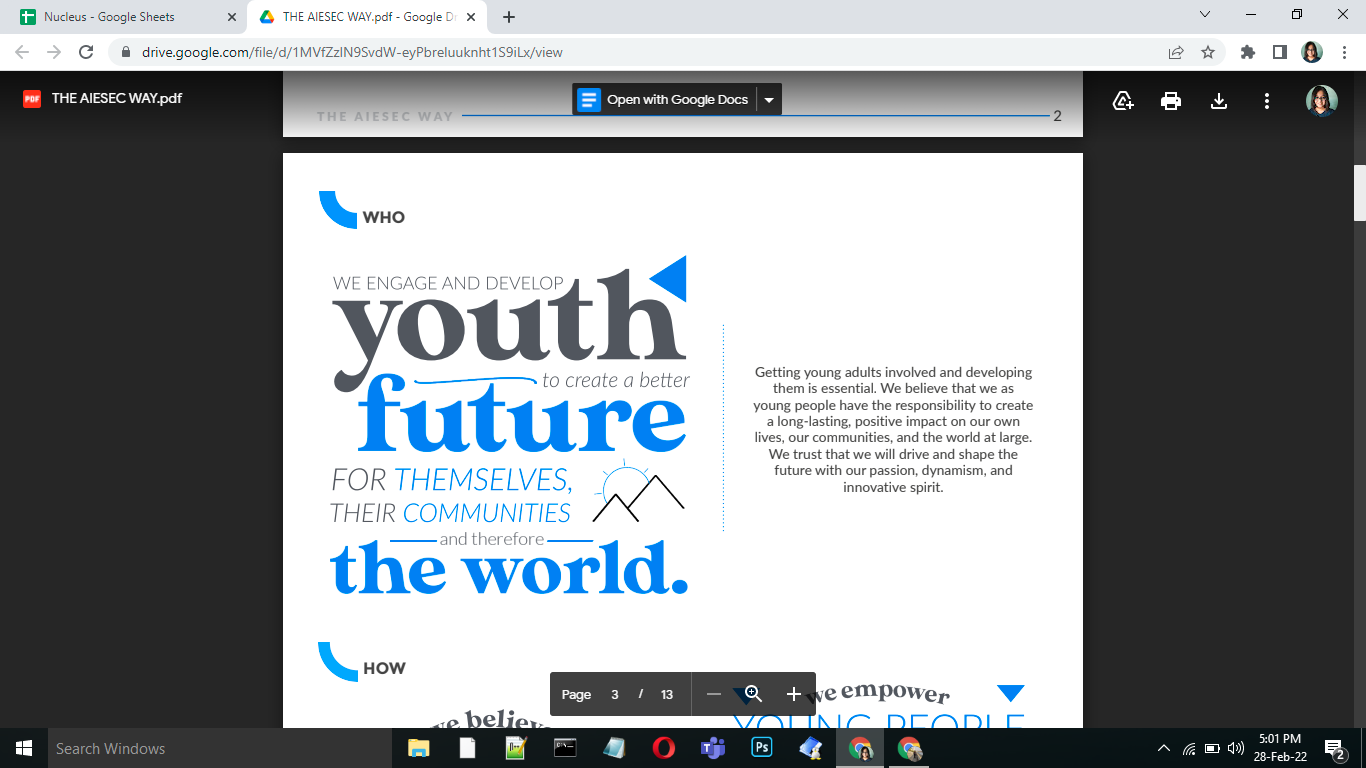 Nucleus - Google Sheets
THE AIESEC WAY.pdf - Google Dr
drive.google.com/file/d/1MVfZzIN9SvdW-eyPbreluuknht1S9iLx/view
PDF
THE AIESEC WAY.pdf
Open with Google Docs
THE AIESEC WAY
2
WHO
WE ENGAGE AND DEVELOP
youth
to create a better
future
FOR THEMSELVES,
THEIR COMMUNITIES
and therefore
the world.
Getting young adults involved and developing
them is essential. We believe that we as
young people have the responsibility to create
a long-lasting, positive impact on our own
lives, our communities, and the world at large.
We trust that we will drive and shape the
future with our passion, dynamism, and
innovative spirit.
HOW
we empower
YOUNG PEOPLE
Page 3 / 13
Search Windows
Ps
5:01 PM
28-Feb-22
2